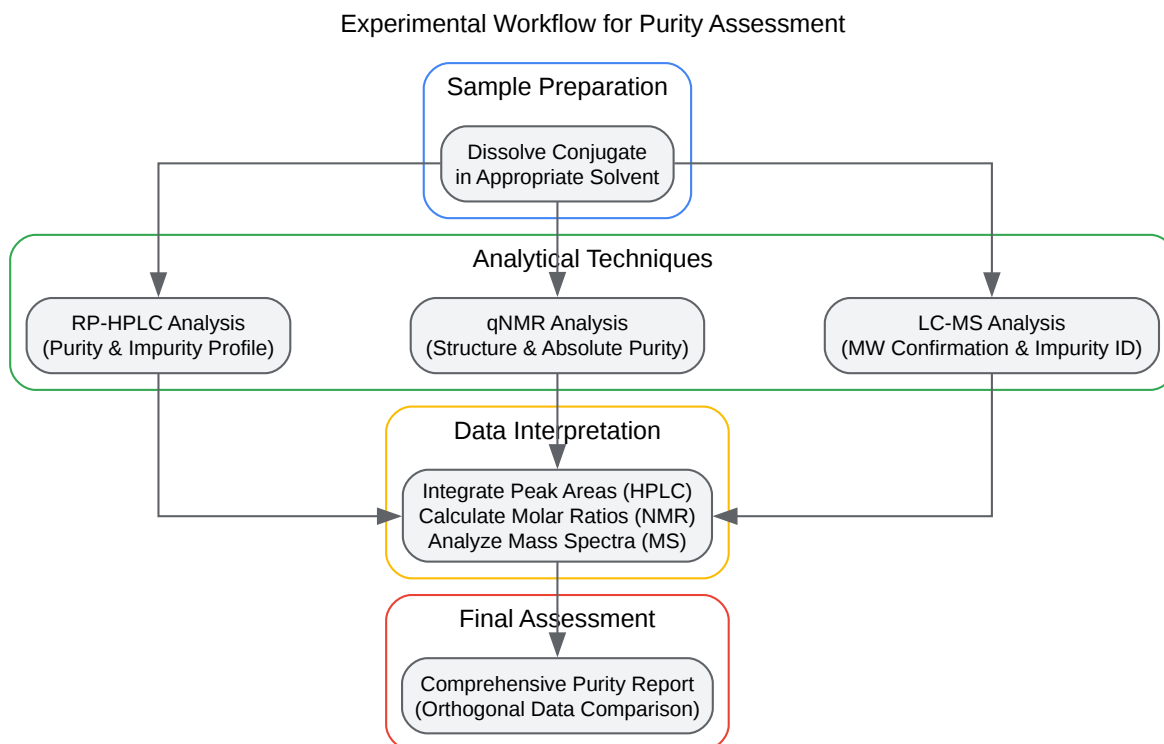 Experimental Workflow for Purity Assessment
Sample Preparation
Dissolve Conjugate
in Appropriate Solvent
Analytical Techniques
RP-HPLC Analysis
(Purity & Impurity Profile)
qNMR Analysis
(Structure & Absolute Purity)
LC-MS Analysis
(MW Confirmation & Impurity ID)
Data Interpretation
Integrate Peak Areas (HPLC)
Calculate Molar Ratios (NMR)
Analyze Mass Spectra (MS)
Final Assessment
Comprehensive Purity Report
(Orthogonal Data Comparison)